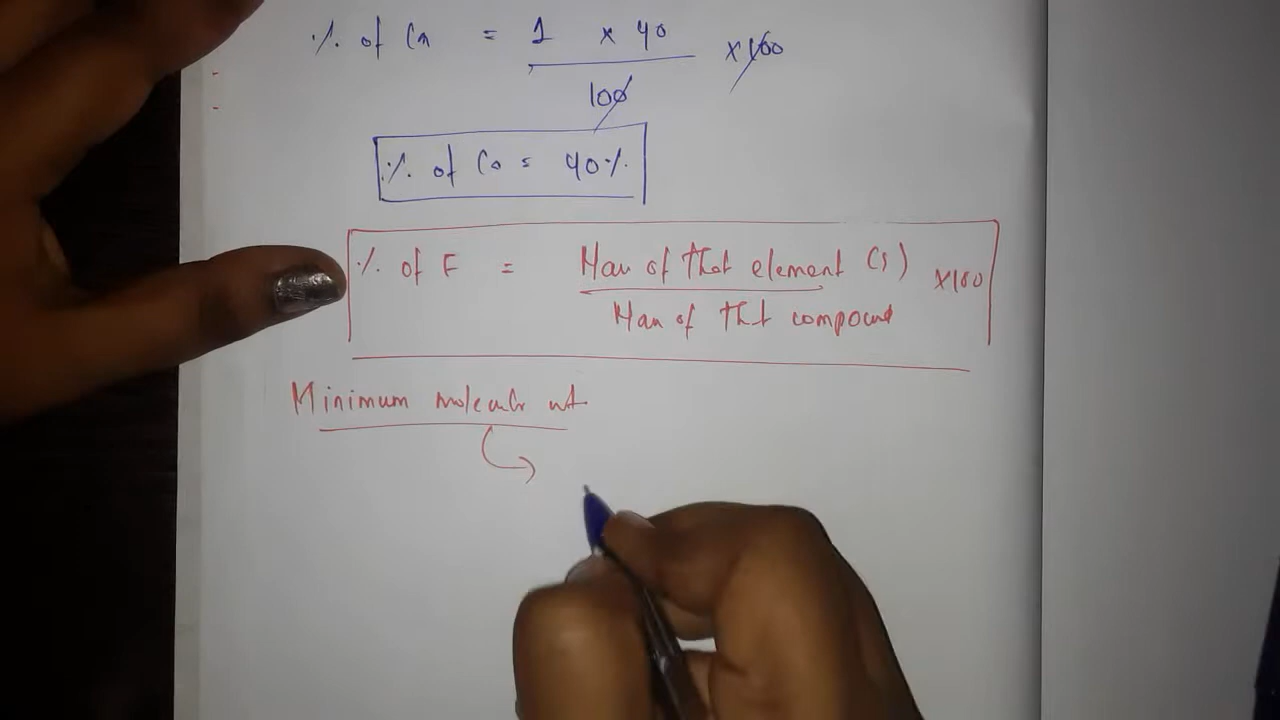 % of Ca = 1 x 40 x 100
100
% of Ca = 40%
% of E = Mass of that element (s) x100
Mass of that compound
Minimum molecular wt